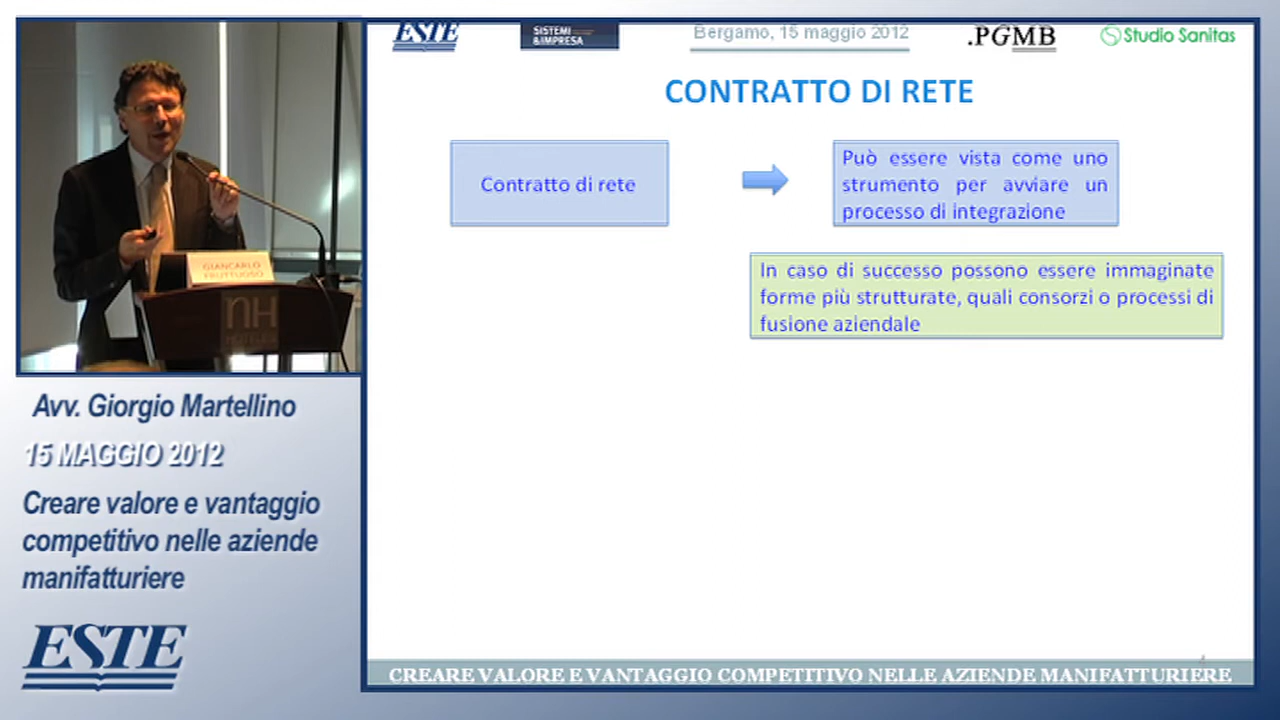 ESTE
SISTEMI
&IMPRESA
Bergamo, 15 maggio 2012
.PGMB
Studio Sanitas
CONTRATTO DI RETE
Contratto di rete
Può essere vista come uno
strumento per avviare un
processo di integrazione
In caso di successo possono essere immaginate
forme più strutturate, quali consorzi o processi di
fusione aziendale
GIANCARLO
FRUTTUOSO
nH
HOTELES
Avv. Giorgio Martellino
15 MAGGIO 2012
Creare valore e vantaggio
competitivo nelle aziende
manifatturiere
ESTE
CREARE VALORE E VANTAGGIO COMPETITIVO NELLE AZIENDE MANIFATTURIERE